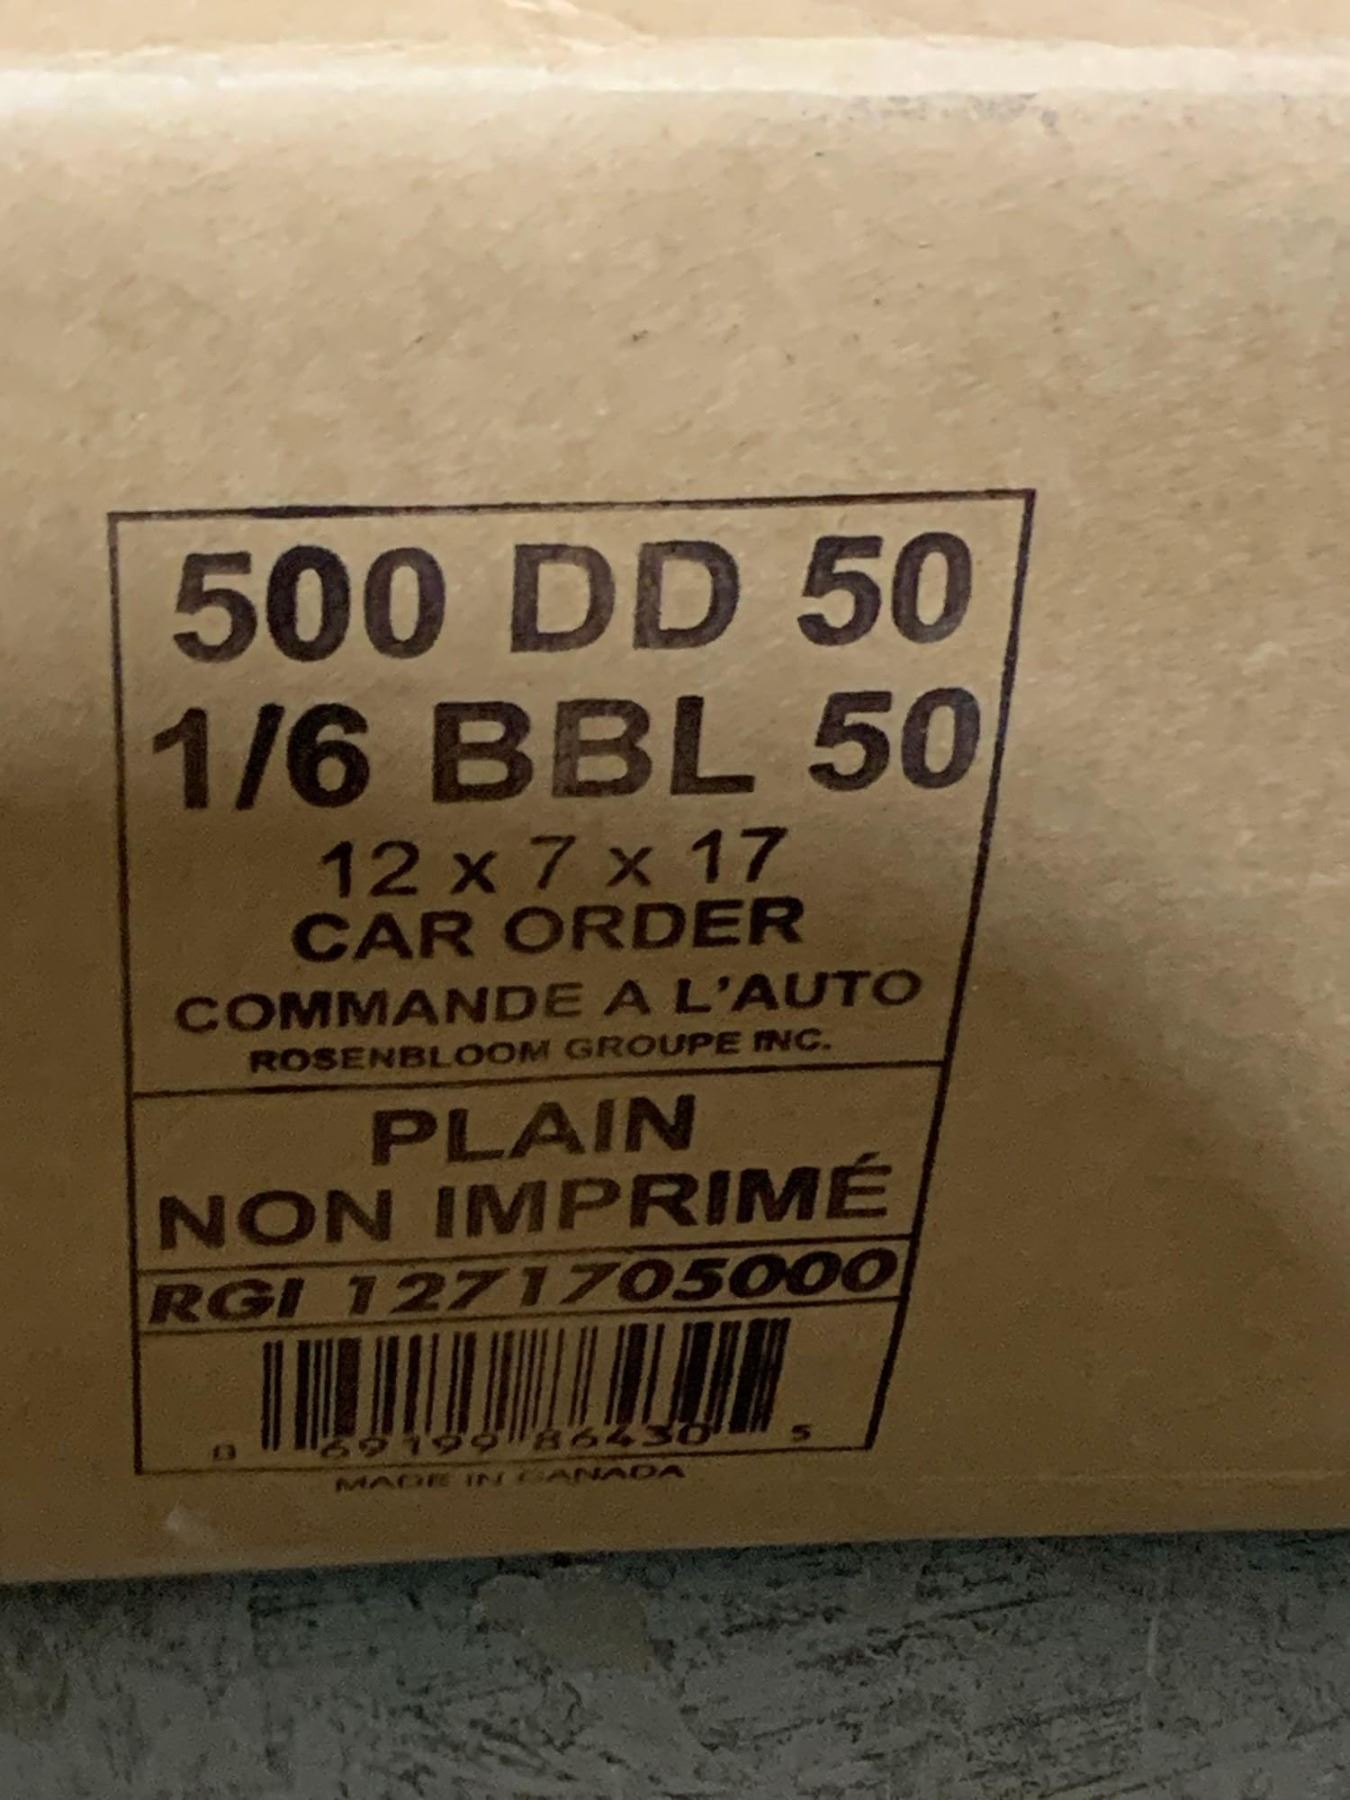 500 DD 50
1/6 BBL 50
12 x 7 x 17
CAR ORDER
COMMANDE A L'AUTO
ROSENBLOOM GROUPE INC.
PLAIN
NON IMPRIMÉ
RGI 1271705000
69199 86430 5
MADE IN CANADA